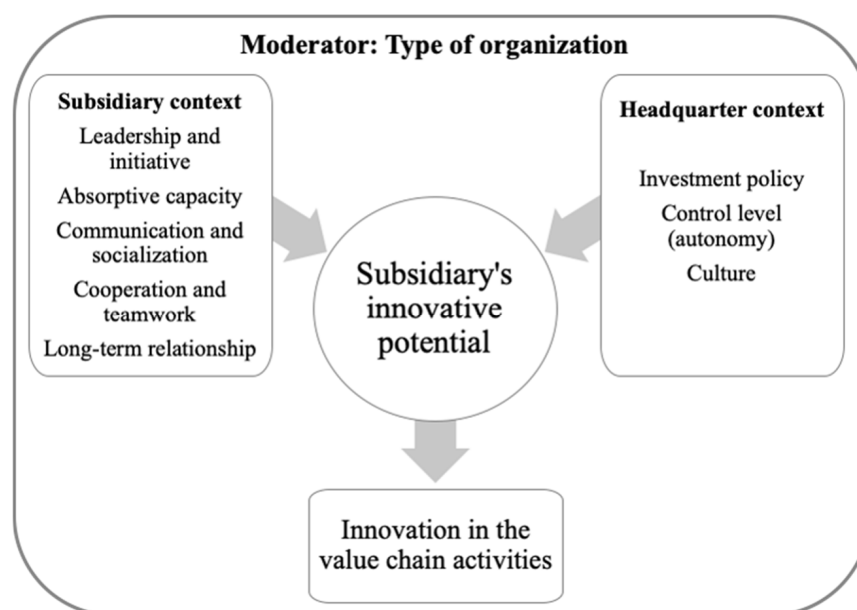 Moderator: Type of organization
Subsidiary context
Leadership and
initiative
Absorptive capacity
Communication and
socialization
Cooperation and
teamwork
Long-term relationship
Headquarter context
Investment policy
Control level
(autonomy)
Culture
Subsidiary's
innovative
potential
Innovation in the
value chain activities